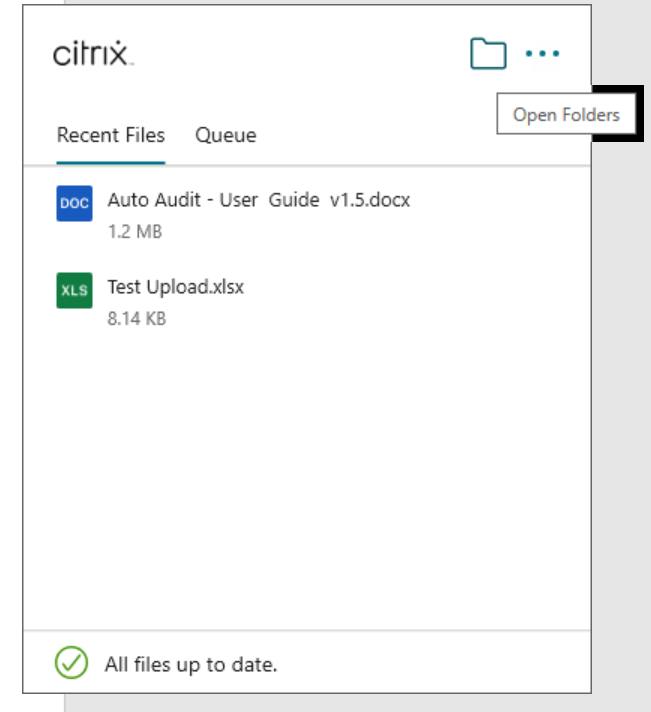 citrix
Open Folders
Recent Files Queue
DOC Auto Audit - User Guide v1.5.docx
1.2 MB
XLS Test Upload.xlsx
8.14 KB
All files up to date.